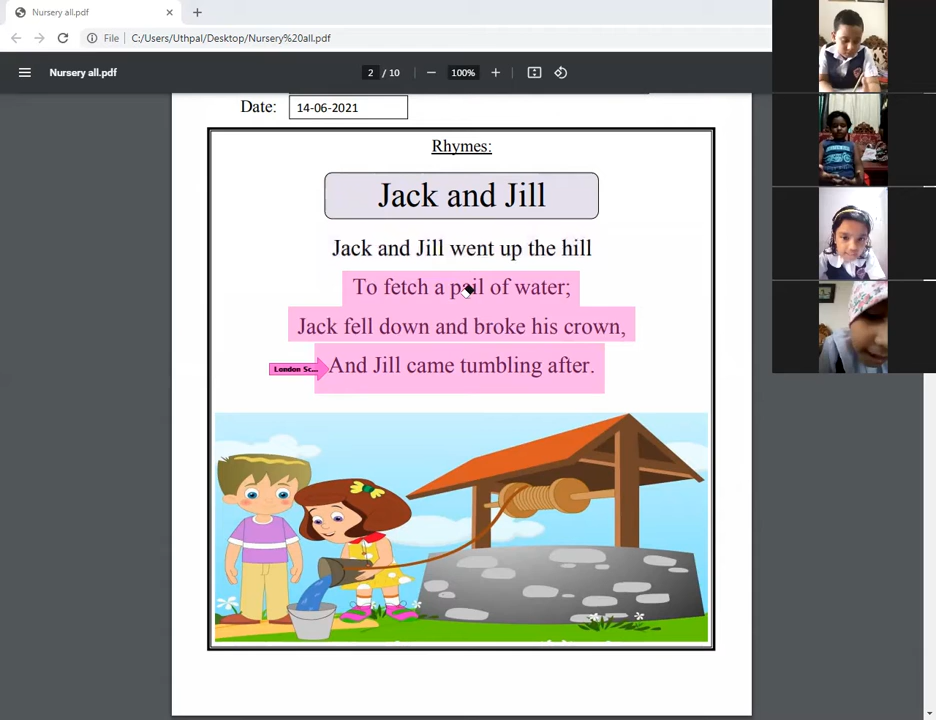 Nursery all.pdf
File C:/Users/Uthpal/Desktop/Nursery%20all.pdf
Nursery all.pdf 2 / 10 100%
Date: 14-06-2021
Rhymes:
Jack and Jill
Jack and Jill went up the hill
To fetch a pail of water;
Jack fell down and broke his crown,
London Sc... And Jill came tumbling after.